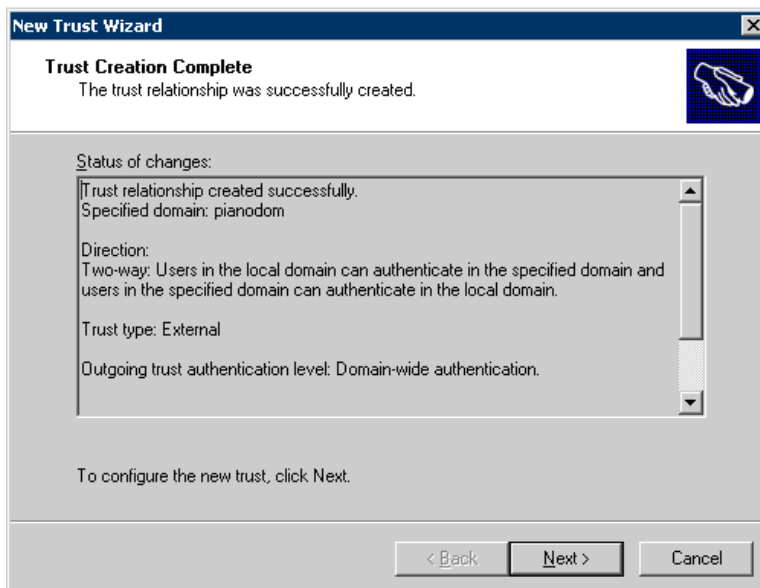 New Trust Wizard
Trust Creation Complete
The trust relationship was successfully created.
Status of changes:
Trust relationship created successfully.
Specified domain: pianodom
Direction:
Two-way: Users in the local domain can authenticate in the specified domain and
users in the specified domain can authenticate in the local domain.
Trust type: External
Outgoing trust authentication level: Domain-wide authentication.
To configure the new trust, click Next.
< Back
Next >
Cancel